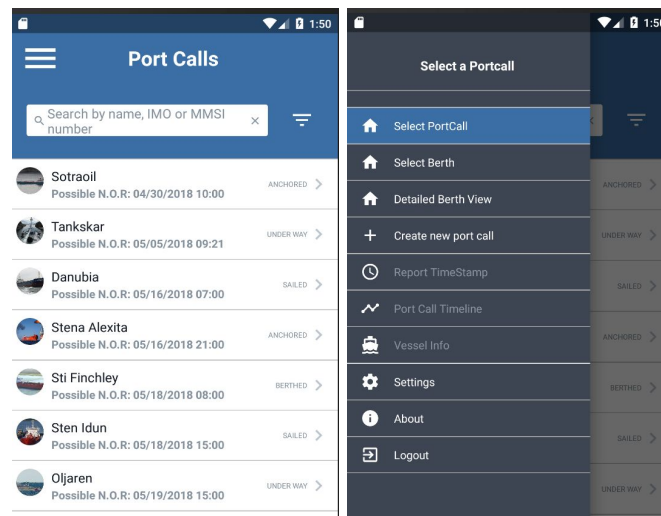 1:50
Port Calls
Search by name, IMO or MMSI
number
Sotraoil
Possible N.O.R: 04/30/2018 10:00
ANCHORED
Tankskar
Possible N.O.R: 05/05/2018 09:21
UNDER WAY
Danubia
Possible N.O.R: 05/16/2018 07:00
SAILED
Stena Alexita
Possible N.O.R: 05/16/2018 21:00
ANCHORED
Sti Finchley
Possible N.O.R: 05/18/2018 08:00
BERTHED
Sten Idun
Possible N.O.R: 05/18/2018 15:00
SAILED
Oljaren
Possible N.O.R: 05/19/2018 15:00
UNDER WAY
1:50
Select a Portcall
Select PortCall
Select Berth
Detailed Berth View
Create new port call
Report TimeStamp
Port Call Timeline
Vessel Info
Settings
About
Logout
ANCHORED
UNDER WAY
SAILED
ANCHORED
BERTHED
SAILED
UNDER WAY